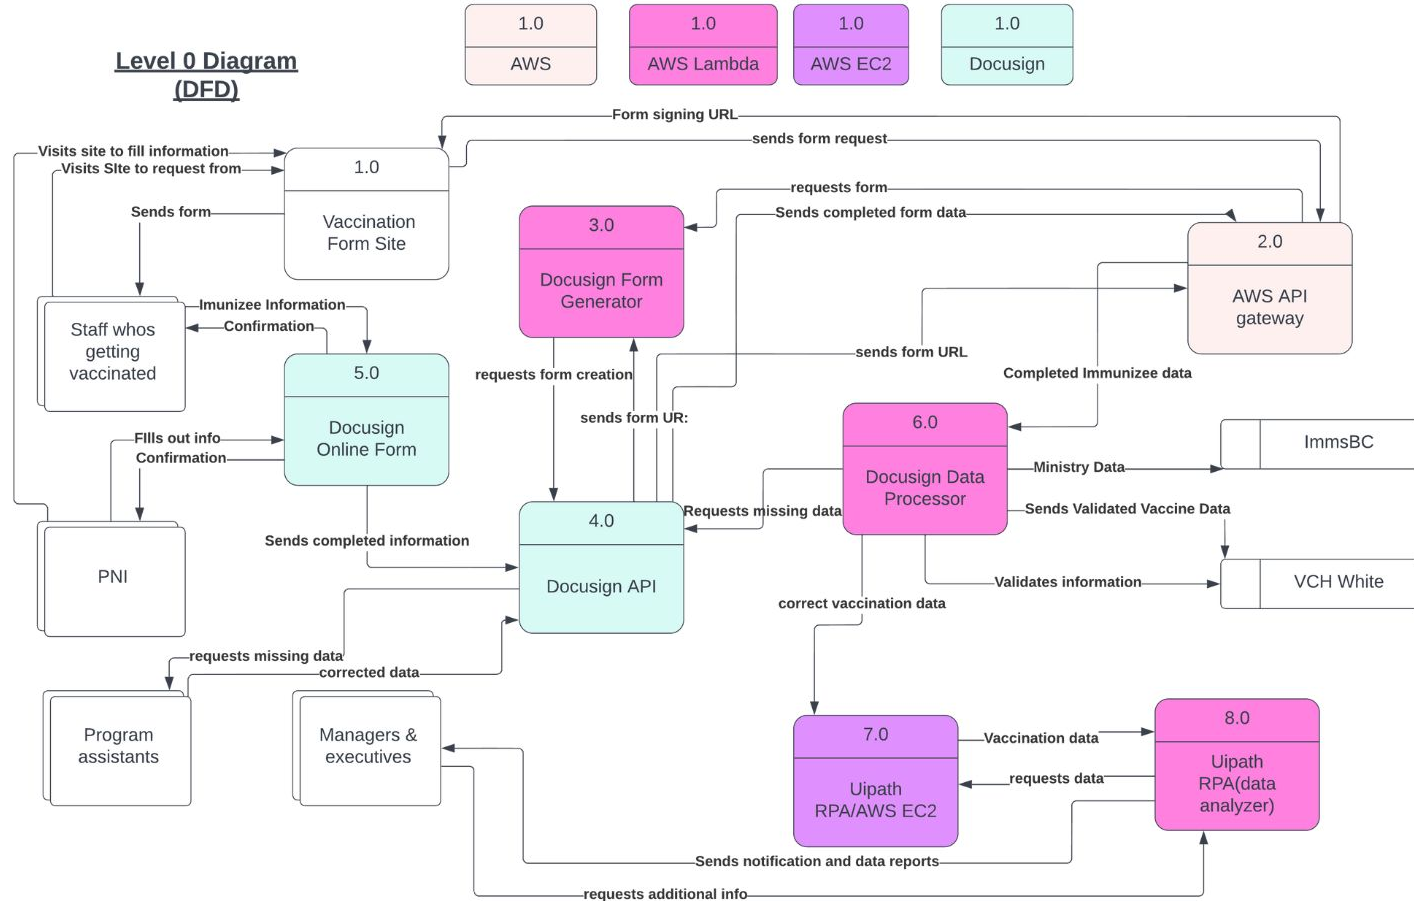 Level 0 Diagram
(DFD)
1.0
AWS
1.0
AWS Lambda
1.0
AWS EC2
1.0
Docusign
Form signing URL
sends form request
Visits site to fill information
Visits SIte to request from
1.0
Vaccination
Form Site
Sends form
requests form
Sends completed form data
3.0
Docusign Form
Generator
2.0
AWS API
gateway
Imunizee Information
Confirmation
Staff whos
getting
vaccinated
5.0
Docusign
Online Form
requests form creation
sends form UR:
sends form URL
Completed Immunizee data
FIlls out info
Confirmation
6.0
Docusign Data
Processor
Ministry Data
ImmsBC
Sends Validated Vaccine Data
Requests missing data
4.0
Docusign API
Sends completed information
PNI
Validates information
VCH White
correct vaccination data
requests missing data
corrected data
Program
assistants
Managers &
executives
7.0
Uipath
RPA/AWS EC2
Vaccination data
requests data
8.0
Uipath
RPA(data
analyzer)
Sends notification and data reports
requests additional info